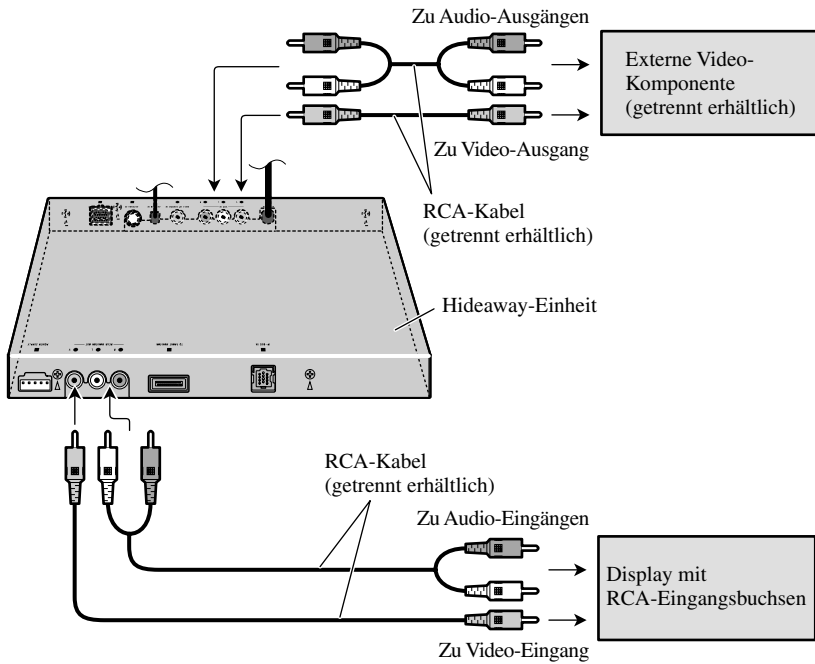 Zu Audio-Ausgängen
Externe Video-
Komponente
(getrennt erhältlich)
Zu Video-Ausgang
RCA-Kabel
(getrennt erhältlich)
Hideaway-Einheit
RCA-Kabel
(getrennt erhältlich)
Zu Audio-Eingängen
Display mit
RCA-Eingangsbuchsen
Zu Video-Eingang